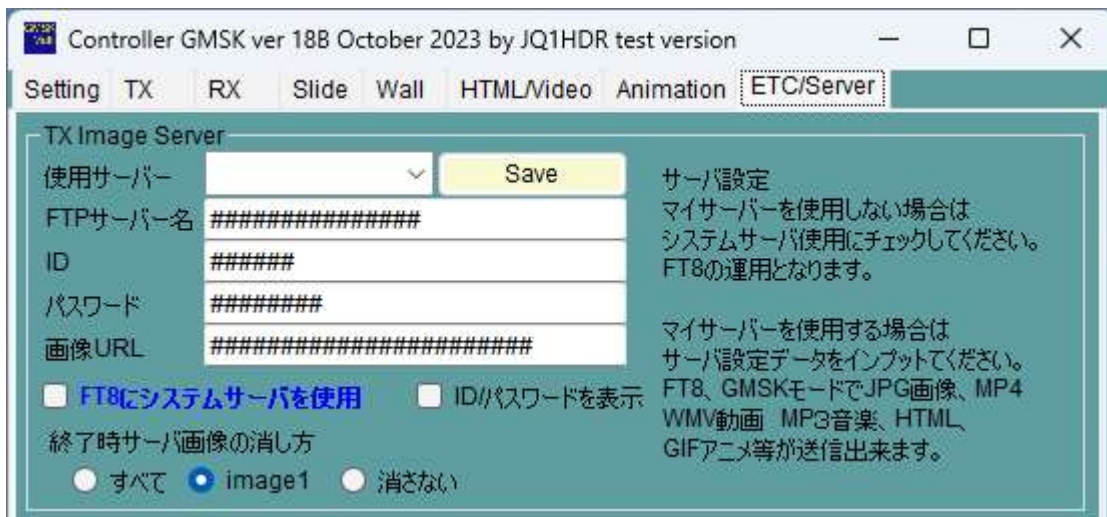 GMSK
Controller GMSK ver 18B October 2023 by JQ1HDR test version
Setting TX RX Slide Wall HTML/Video Animation ETC/Server
TX Image Server
使用サーバー Save
FTPサーバー名 ###############
ID ######
パスワード ########
画像URL #######################
FT8にシステムサーバを使用 ID/パスワードを表示
終了時サーバ画像の消し方
すべて image1 消さない
サーバ設定
マイサーバーを使用しない場合は
システムサーバ使用にチェックしてください。
FT8の運用となります。
マイサーバーを使用する場合は
サーバ設定データをインプットてください。
FT8、GMSKモードでJPG画像、MP4
WMV動画 MP3音楽、HTML、
GIFアニメ等が送信出来ます。